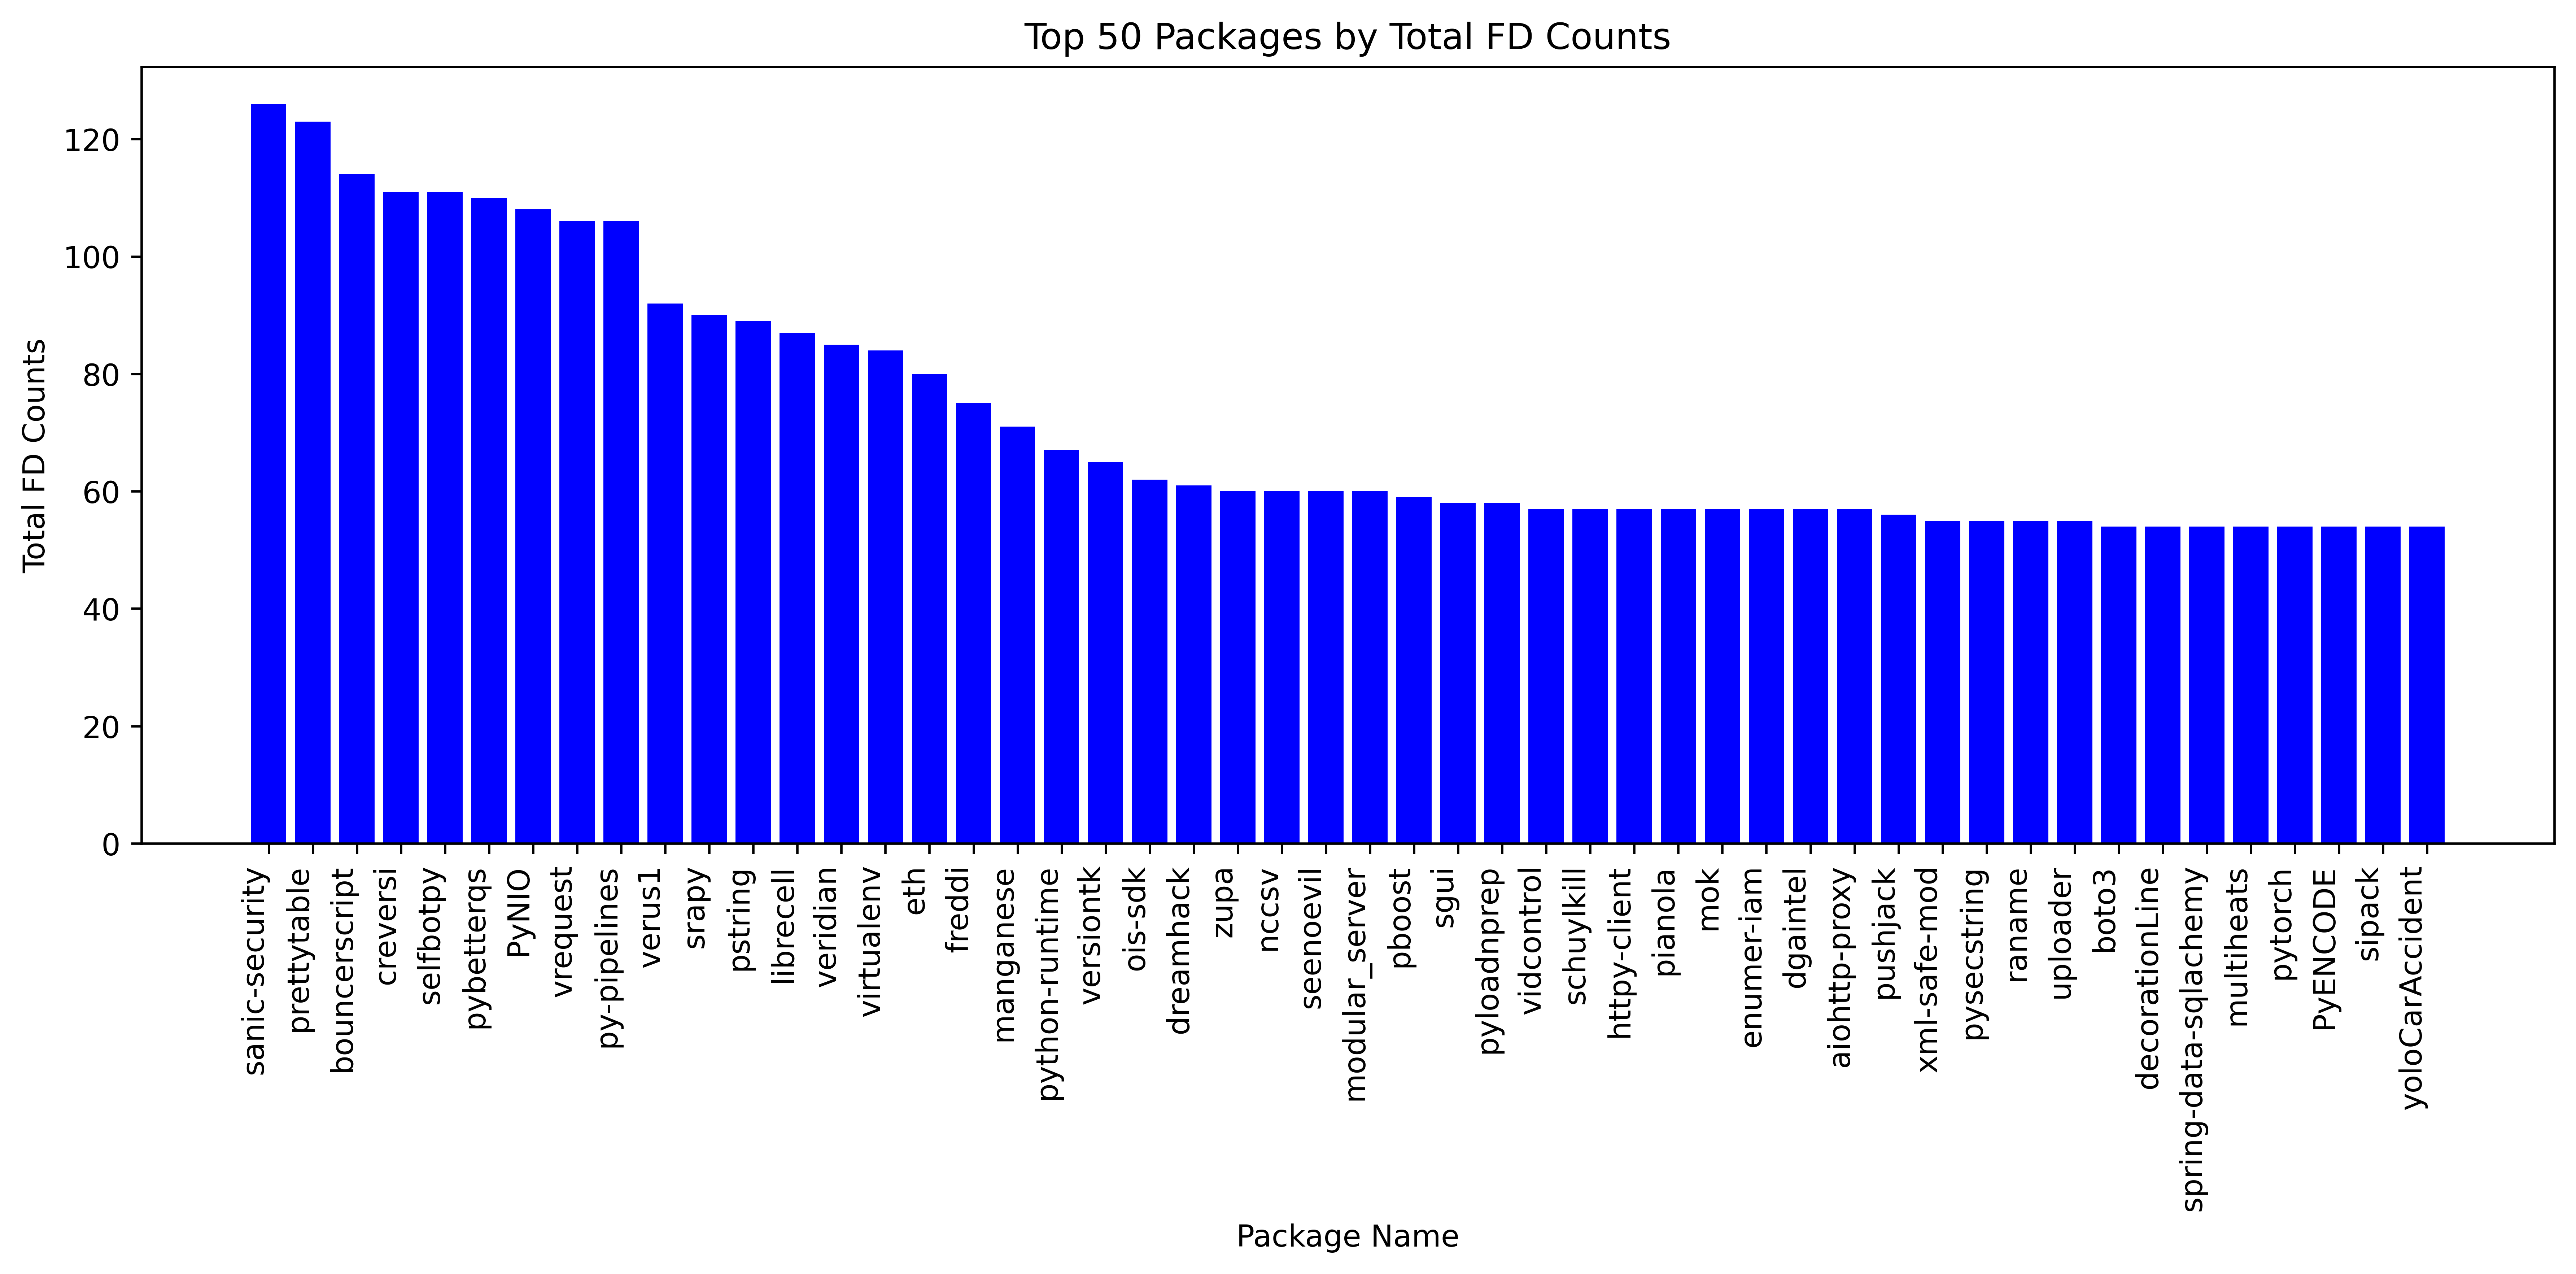 Top 50 Packages by Total FD Counts
Total FD Counts
120
100
80
60
40
20
0
sanic-security
prettytable
bouncerscript
creversi
selfbotpy
pybetterqs
PyNIO
vrequest
py-pipelines
verus1
srapy
pstring
librecell
veridian
virtualenv
eth
freddi
manganese
python-runtime
versiontk
ois-sdk
dreamhack
zupa
nccsv
seenoevil
modular_server
pboost
sgui
pyloadnprep
vidcontrol
schuylkill
httpy-client
pianola
mok
enumer-iam
dgaintel
aiohttp-proxy
pushjack
xml-safe-mod
pysecstring
raname
uploader
boto3
decorationLine
spring-data-sqlachemy
multiheats
pytorch
PyENCODE
sipack
yoloCarAccident
Package Name